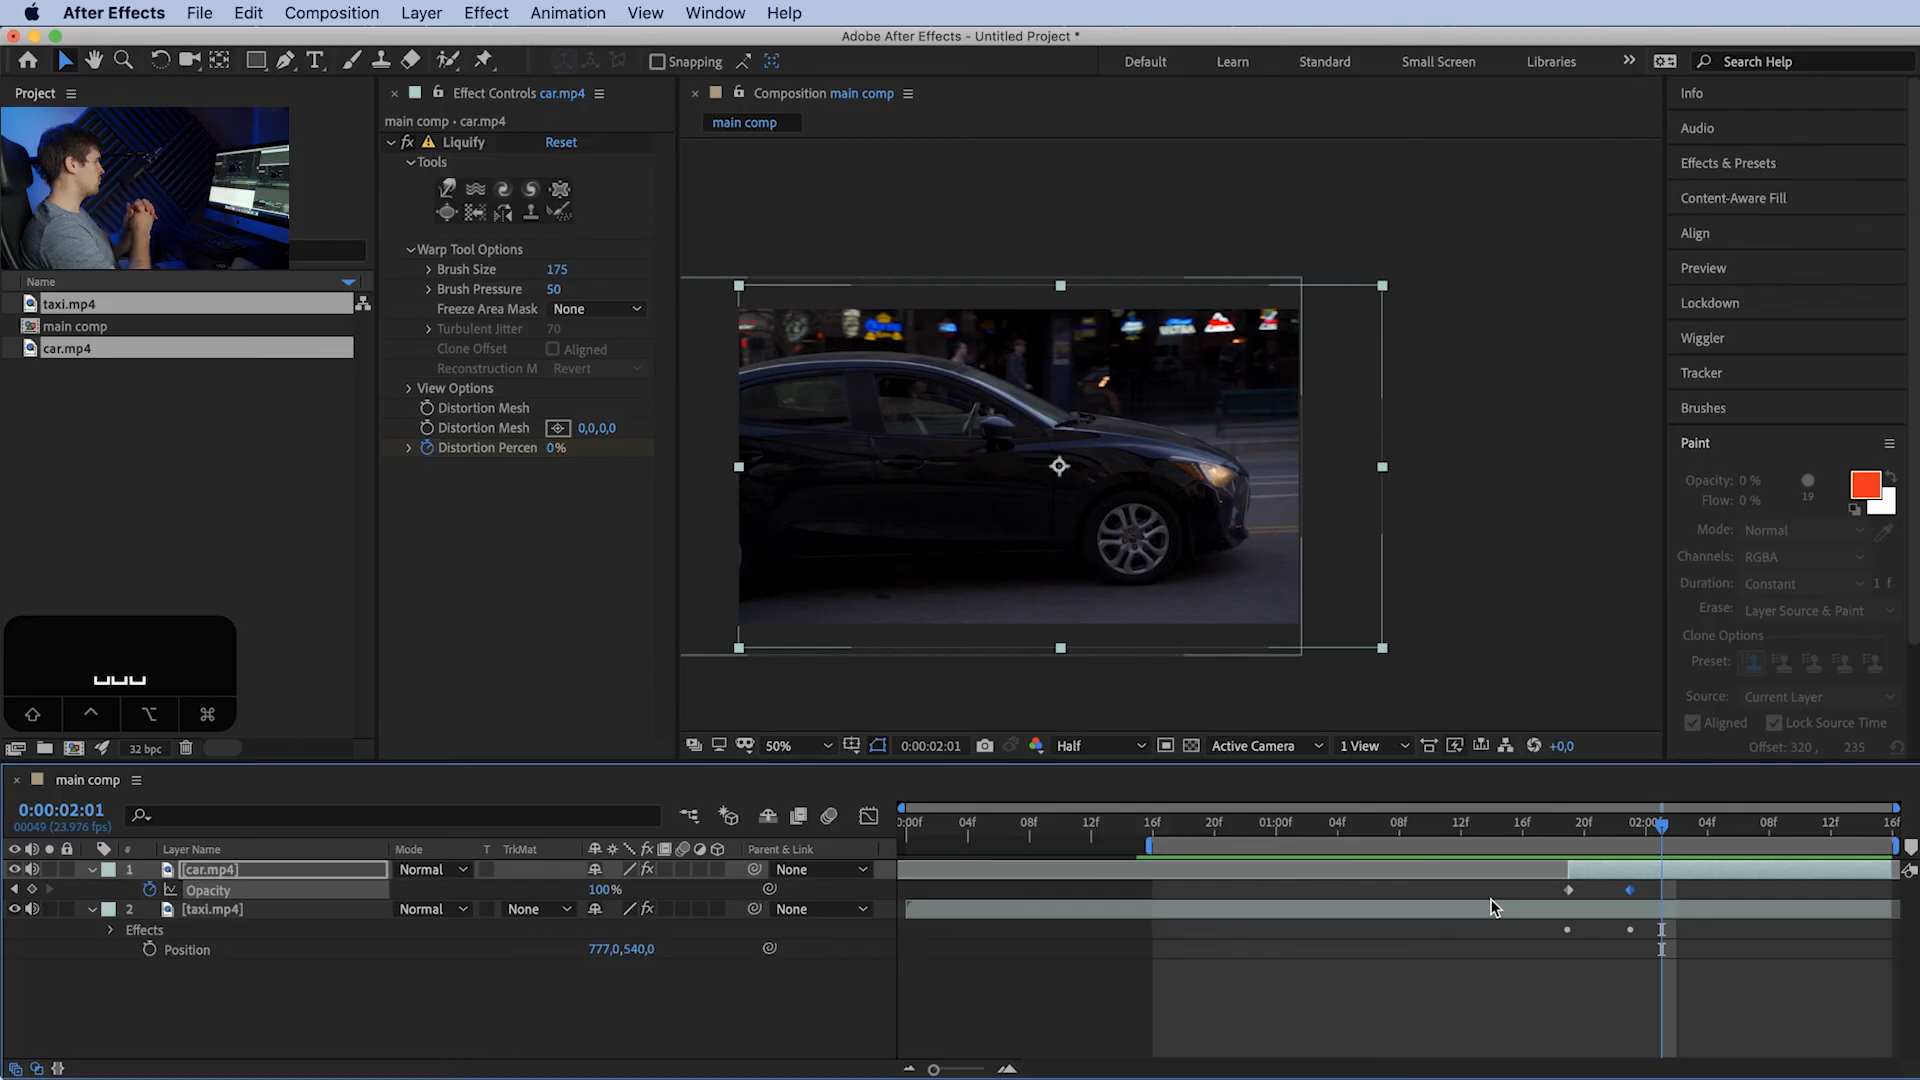 After Effects File Edit Composition Layer Effect Animation View Window Help
Adobe After Effects - Untitled Project *
Snapping Default Learn Standard Small Screen Libraries Search Help
Project
Effect Controls car.mp4
Composition main comp
main comp • car.mp4
main comp
Liquify Reset
Tools
Warp Tool Options
Brush Size 175
Brush Pressure 50
Freeze Area Mask None
Turbulent Jitter 70
Clone Offset Aligned
Reconstruction M Revert
View Options
Distortion Mesh
Distortion Mesh 0,0,0,0
Distortion Percen 0%
Name
taxi.mp4
main comp
car.mp4
32 bpc
ULTRA
50% 0:00:02:01 Half Active Camera 1 View +0,0
Info
Audio
Effects & Presets
Content-Aware Fill
Align
Preview
Lockdown
Wiggler
Tracker
Brushes
Paint
Opacity: 0 %
Flow: 0 % 19
Mode: Normal
Channels: RGBA
Duration: Constant 1 f
Erase: Layer Source & Paint
Clone Options
Preset:
Source: Current Layer
Aligned Lock Source Time
Offset: 320 , 235
main comp
0:00:02:01
00049 (23.976 fps)
0:00f 04f 08f 12f 16f 20f 01:00f 04f 08f 12f 16f 20f 02:00f 04f 08f 12f 16f
# Layer Name Mode T TrkMat Parent & Link
1 [car.mp4] Normal None
Opacity 100%
2 [taxi.mp4] Normal None None
Effects
Position 777,0,540,0